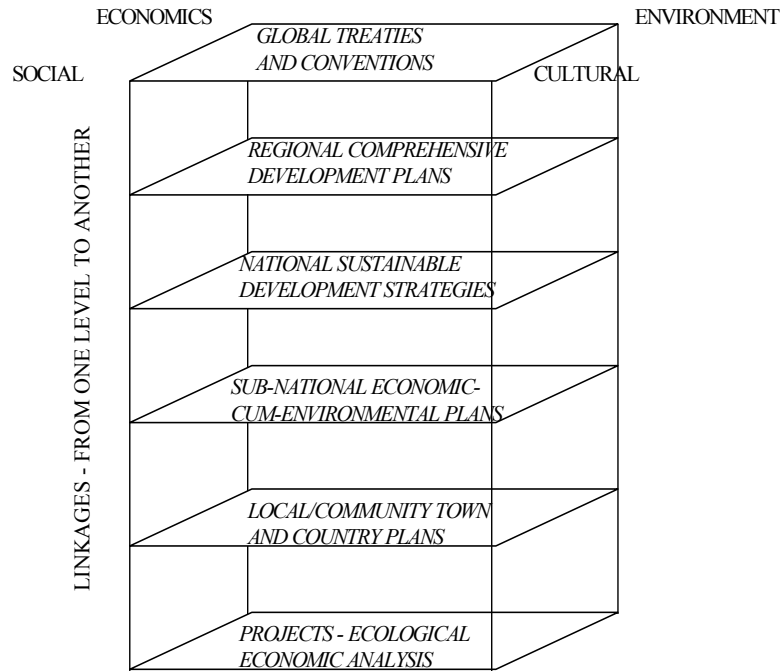 ECONOMICS
ENVIRONMENT
GLOBAL TREATIES
AND CONVENTIONS
SOCIAL
CULTURAL
LINKAGES - FROM ONE LEVEL TO ANOTHER
REGIONAL COMPREHENSIVE
DEVELOPMENT PLANS
NATIONAL SUSTAINABLE
DEVELOPMENT STRATEGIES
SUB-NATIONAL ECONOMIC-
CUM-ENVIRONMENTAL PLANS
LOCAL/COMMUNITY TOWN
AND COUNTRY PLANS
PROJECTS - ECOLOGICAL
ECONOMIC ANALYSIS